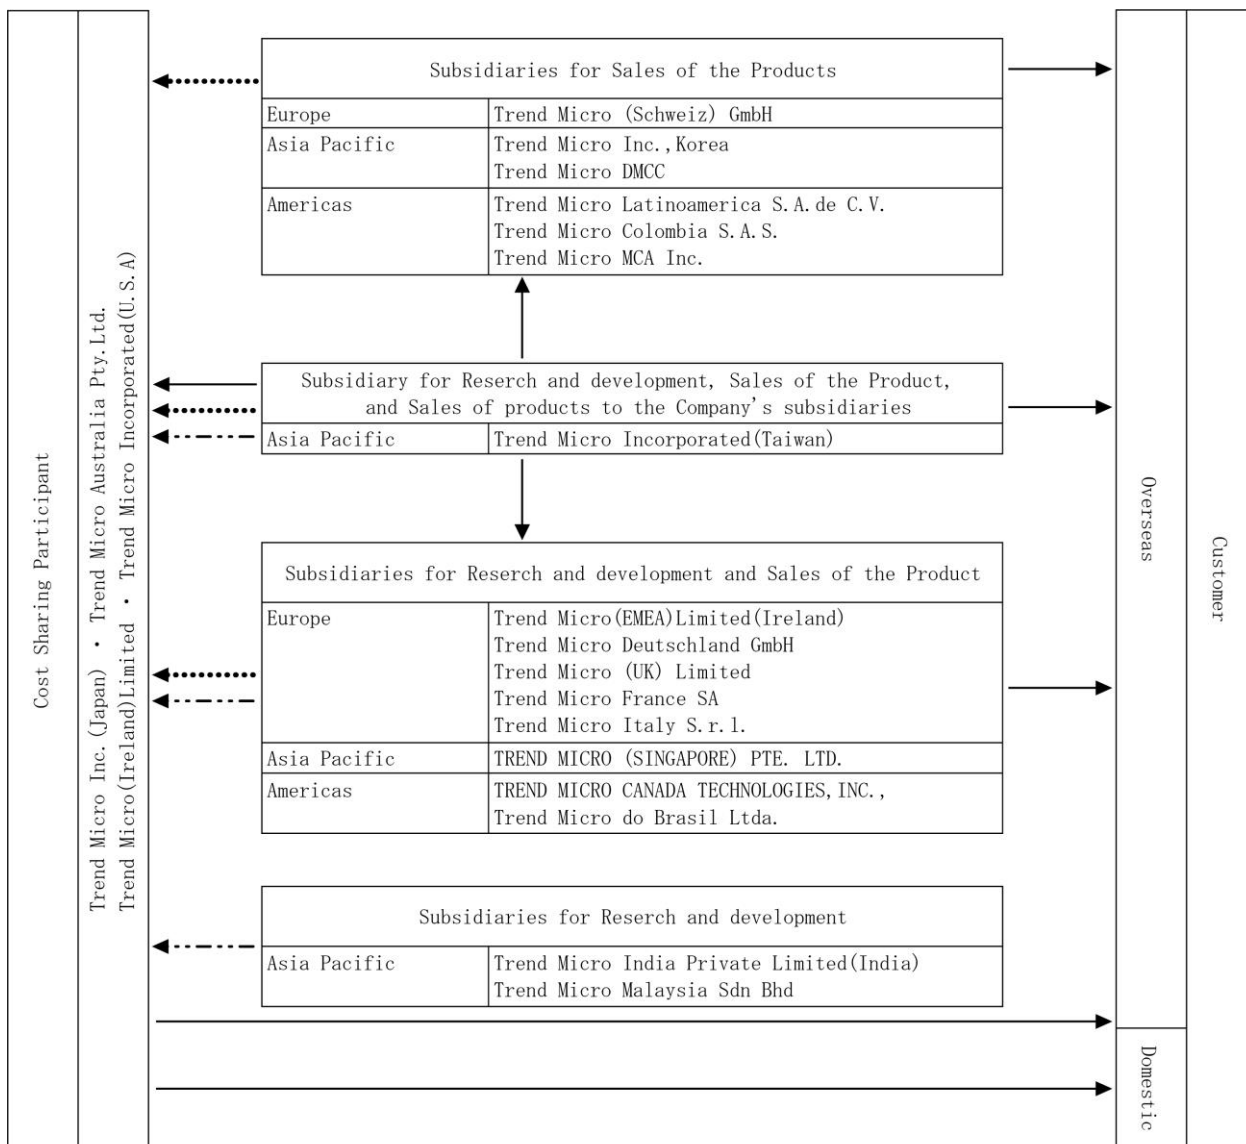 Cost Sharing Participant
Trend Micro Inc.(Japan) ・ Trend Micro Australia Pty.Ltd.
Trend Micro(Ireland)Limited ・ Trend Micro Incorporated(U.S.A)
Subsidiaries for Sales of the Products
Europe Trend Micro (Schweiz) GmbH
Asia Pacific Trend Micro Inc.,Korea
Trend Micro DMCC
Americas Trend Micro Latinoamerica S.A.de C.V.
Trend Micro Colombia S.A.S.
Trend Micro MCA Inc.
Subsidiary for Reserch and development, Sales of the Product,
and Sales of products to the Company's subsidiaries
Asia Pacific Trend Micro Incorporated(Taiwan)
Subsidiaries for Reserch and development and Sales of the Product
Europe Trend Micro(EMEA)Limited(Ireland)
Trend Micro Deutschland GmbH
Trend Micro (UK) Limited
Trend Micro France SA
Trend Micro Italy S.r.l.
Asia Pacific TREND MICRO (SINGAPORE) PTE. LTD.
Americas TREND MICRO CANADA TECHNOLOGIES,INC.,
Trend Micro do Brasil Ltda.
Subsidiaries for Reserch and development
Asia Pacific Trend Micro India Private Limited(India)
Trend Micro Malaysia Sdn Bhd
Overseas
Domestic
Customer